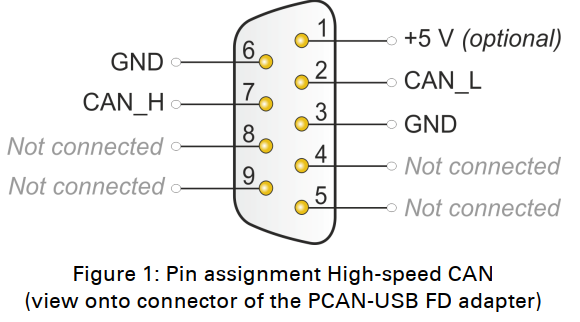 1 +5 V (optional)
GND 6
2 CAN_L
CAN_H 7
3 GND
Not connected 8
4 Not connected
Not connected 9
5 Not connected
Figure 1: Pin assignment High-speed CAN
(view onto connector of the PCAN-USB FD adapter)